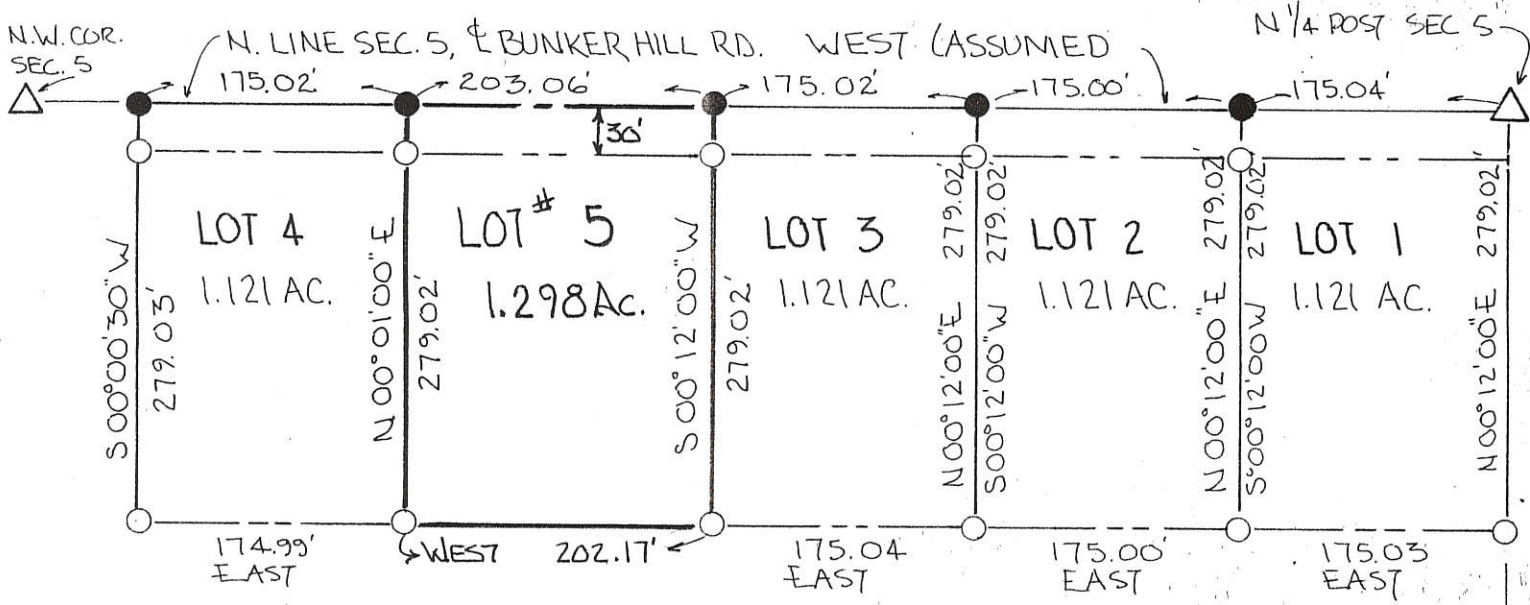 N.W. COR.
SEC. 5
N. LINE SEC. 5, ℄ BUNKER HILL RD. WEST (ASSUMED
N 1/4 POST SEC 5
175.02'
203.06'
175.02'
175.00'
175.04'
30'
LOT 4
1.121 AC.
LOT # 5
1.298 Ac.
LOT 3
1.121 AC.
LOT 2
1.121 AC.
LOT 1
1.121 AC.
S 00°00'30" W
279.03'
N 00°01'00" E
279.02'
S 00°12'00" W
279.02'
N00°12'00"E 279.02'
S00°12'00"W 279.02'
N 00°12'00" E 279.02'
S'00°12'00W 279.02'
N00°12'00"E 279.02'
174.99'
EAST
WEST 202.17'
175.04
EAST
175.00'
EAST
175.03
EAST